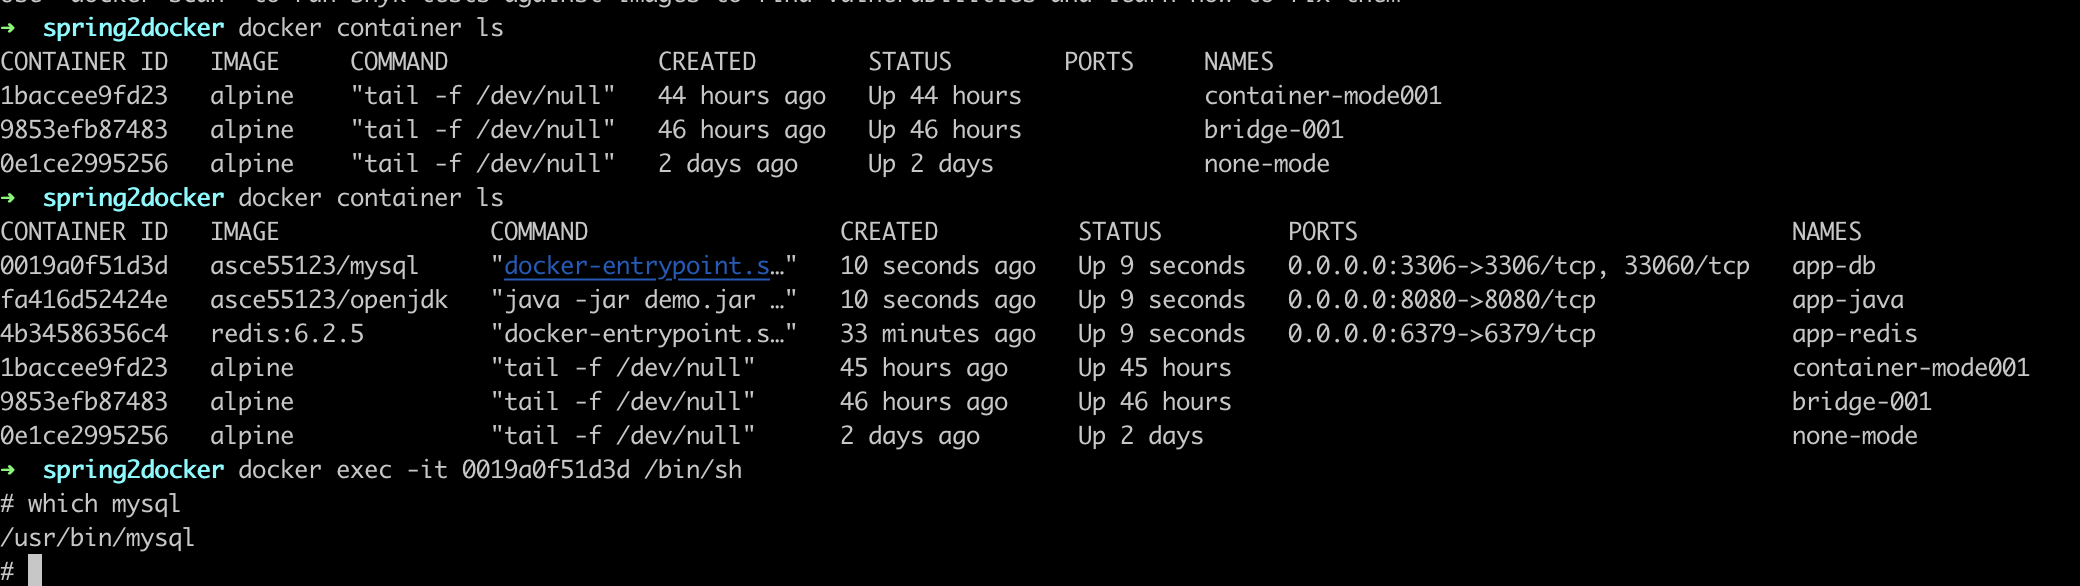 use 'docker scan' to run Snyk tests against images to find vulnerabilities and learn how to fix them
➜  spring2docker docker container ls
CONTAINER ID   IMAGE     COMMAND               CREATED        STATUS        PORTS     NAMES
1baccee9fd23   alpine    "tail -f /dev/null"   44 hours ago   Up 44 hours             container-mode001
9853efb87483   alpine    "tail -f /dev/null"   46 hours ago   Up 46 hours             bridge-001
0e1ce2995256   alpine    "tail -f /dev/null"   2 days ago     Up 2 days               none-mode
➜  spring2docker docker container ls
CONTAINER ID   IMAGE               COMMAND                  CREATED          STATUS         PORTS                               NAMES
0019a0f51d3d   asce55123/mysql     "docker-entrypoint.s…"   10 seconds ago   Up 9 seconds   0.0.0.0:3306->3306/tcp, 33060/tcp   app-db
fa416d52424e   asce55123/openjdk   "java -jar demo.jar …"   10 seconds ago   Up 9 seconds   0.0.0.0:8080->8080/tcp              app-java
4b34586356c4   redis:6.2.5         "docker-entrypoint.s…"   33 minutes ago   Up 9 seconds   0.0.0.0:6379->6379/tcp              app-redis
1baccee9fd23   alpine              "tail -f /dev/null"      45 hours ago     Up 45 hours                                        container-mode001
9853efb87483   alpine              "tail -f /dev/null"      46 hours ago     Up 46 hours                                        bridge-001
0e1ce2995256   alpine              "tail -f /dev/null"      2 days ago       Up 2 days                                          none-mode
➜  spring2docker docker exec -it 0019a0f51d3d /bin/sh
# which mysql
/usr/bin/mysql
#